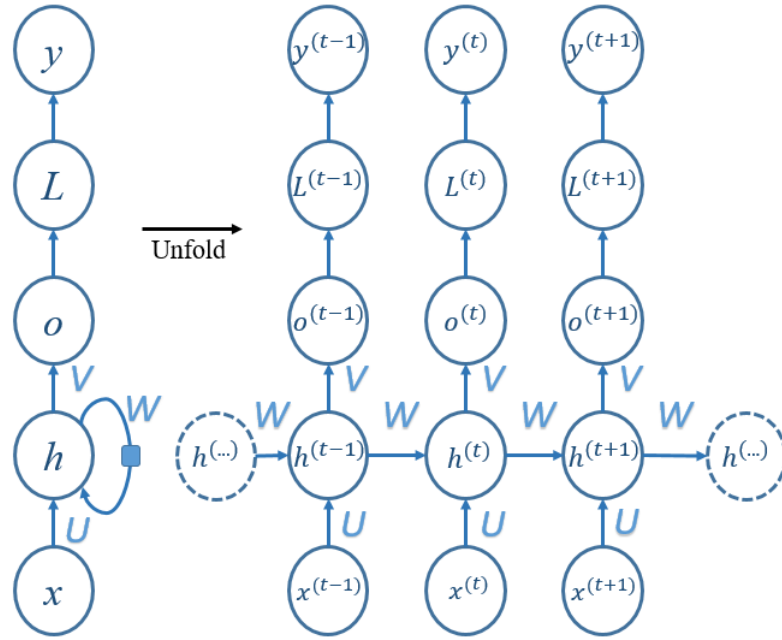 y y^{(t−1)} y^{(t)} y^{(t+1)}
L L^{(t−1)} L^{(t)} L^{(t+1)}
Unfold
o o^{(t−1)} o^{(t)} o^{(t+1)}
V V V V
W W W W W
h h^{(...)} h^{(t−1)} h^{(t)} h^{(t+1)} h^{(...)}
U U U U
x x^{(t−1)} x^{(t)} x^{(t+1)}